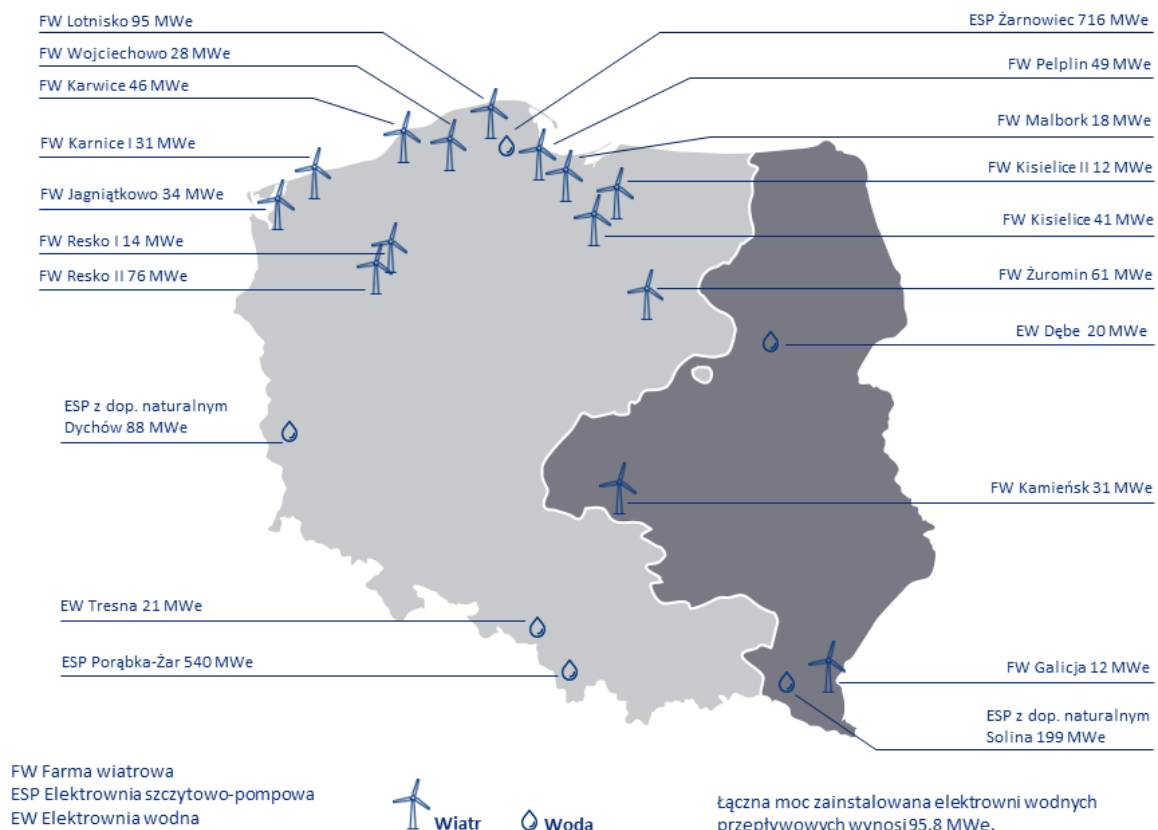 FW Lotnisko 95 MWe
FW Wojciechowo 28 MWe
FW Karwice 46 MWe
FW Karnice I 31 MWe
FW Jagniątkowo 34 MWe
FW Resko I 14 MWe
FW Resko II 76 MWe
ESP z dop. naturalnym
Dychów 88 MWe
EW Tresna 21 MWe
ESP Porąbka-Żar 540 MWe
ESP Żarnowiec 716 MWe
FW Pelplin 49 MWe
FW Malbork 18 MWe
FW Kisielice II 12 MWe
FW Kisielice 41 MWe
FW Żuromin 61 MWe
EW Dębe 20 MWe
FW Kamieńsk 31 MWe
FW Galicja 12 MWe
ESP z dop. naturalnym
Solina 199 MWe
FW Farma wiatrowa
ESP Elektrownia szczytowo-pompowa
EW Elektrownia wodna
Wiatr
Woda
Łączna moc zainstalowana elektrowni wodnych
przepływowych wynosi 95,8 MWe.